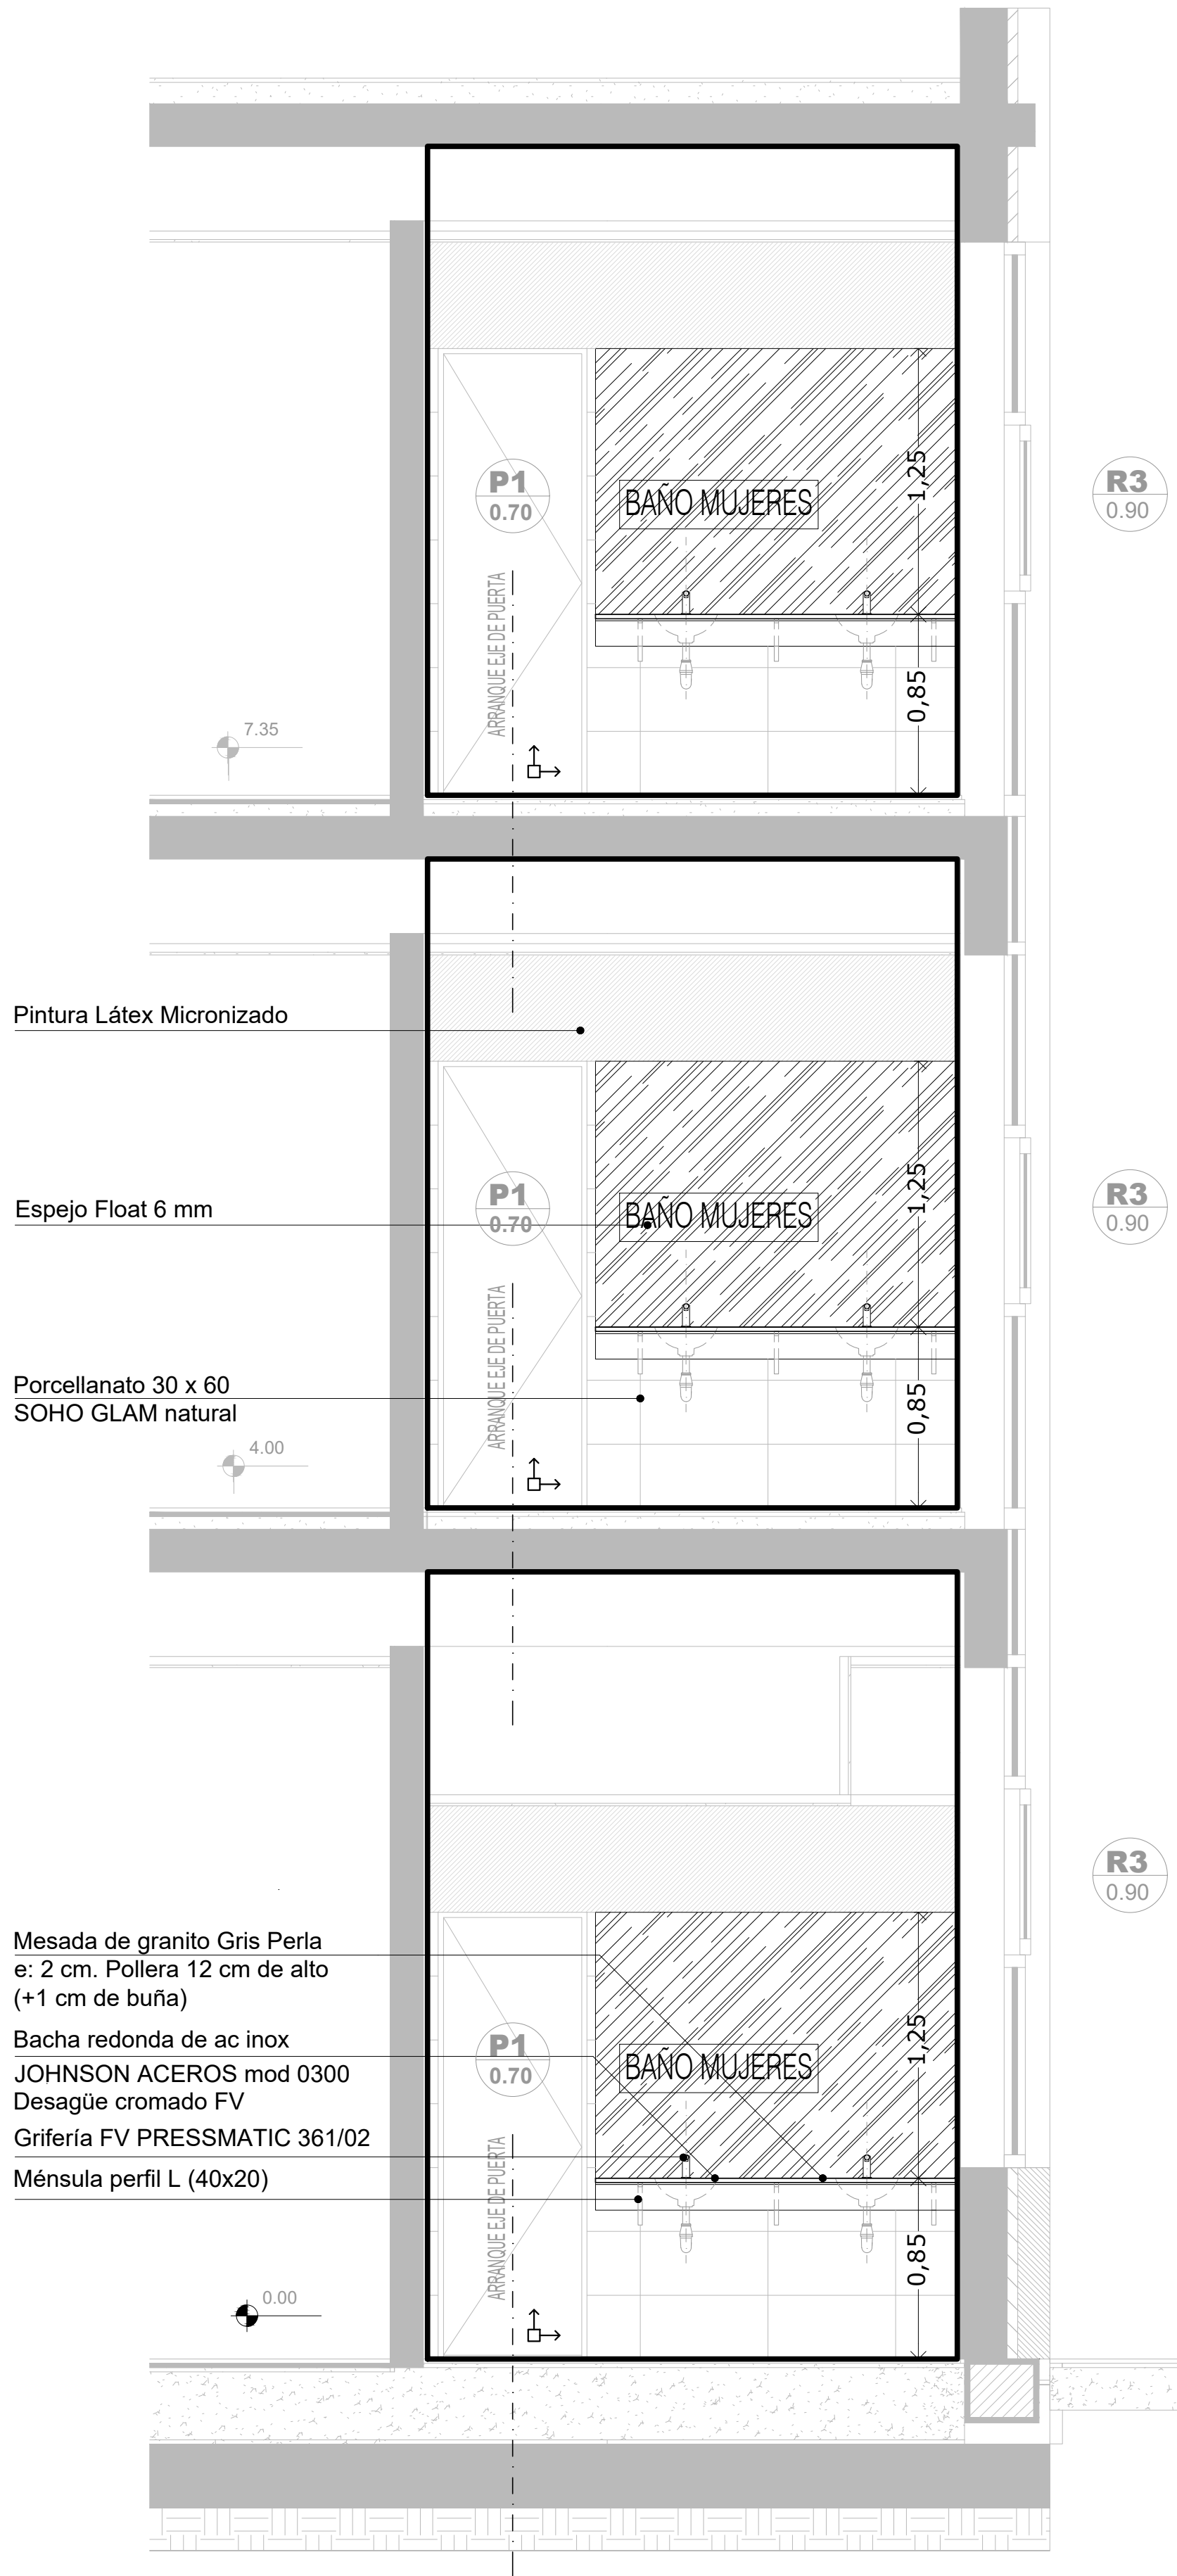 P1
0.70
BAÑO MUJERES
1,25
R3
0.90
ARRANQUE EJE DE PUERTA
0,85
7.35
Pintura Látex Micronizado
Espejo Float 6 mm
P1
0.70
BAÑO MUJERES
1,25
R3
0.90
ARRANQUE EJE DE PUERTA
0,85
Porcellanato 30 x 60
SOHO GLAM natural
4.00
R3
0.90
Mesada de granito Gris Perla
e: 2 cm. Pollera 12 cm de alto
(+1 cm de buña)
Bacha redonda de ac inox
JOHNSON ACEROS mod 0300
Desagüe cromado FV
Grifería FV PRESSMATIC 361/02
Ménsula perfil L (40x20)
P1
0.70
BAÑO MUJERES
1,25
ARRANQUE EJE DE PUERTA
0,85
0.00